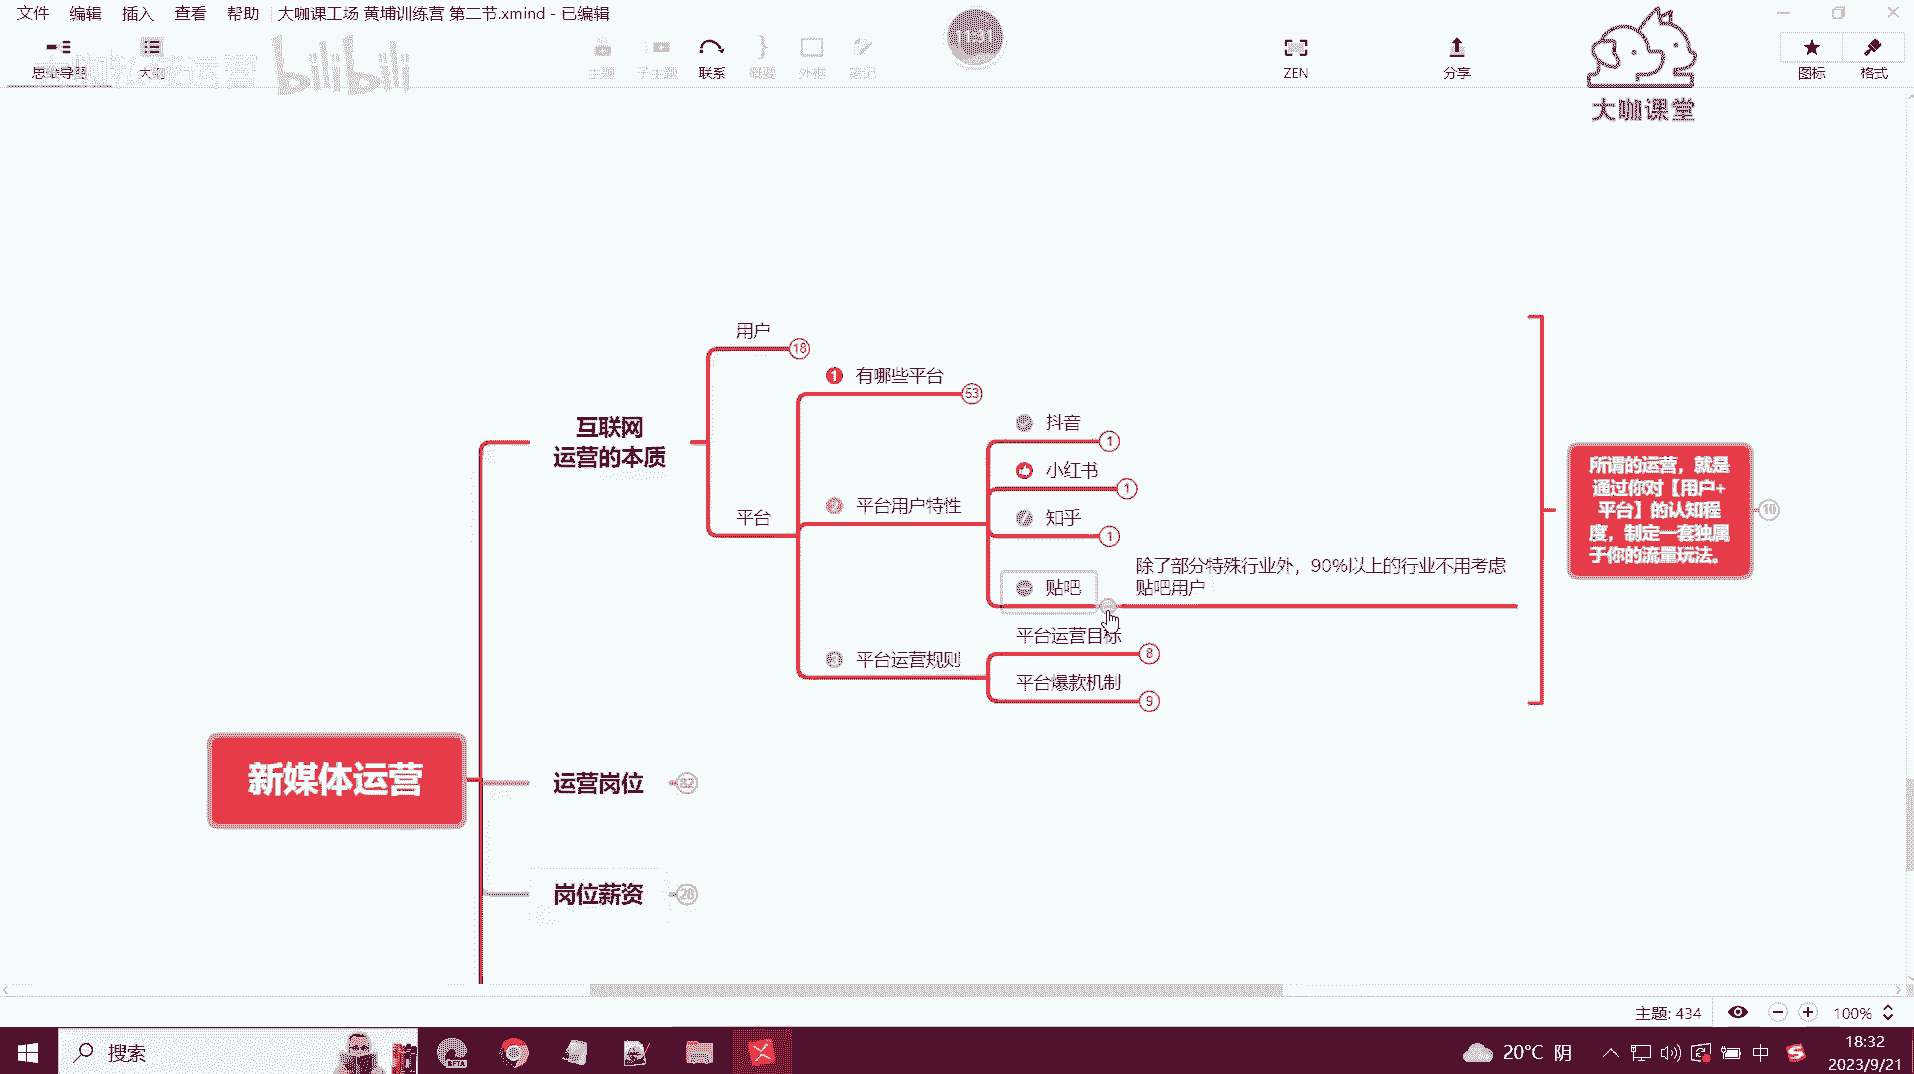 文件 编辑 插入 查看 帮助 大咖课工场 黄埔训练营 第二节.xmind - 已编辑
思维导图 大纲 主题 子主题 联系 概要 外框 笔记 ZEN 分享 图标 格式
bilibili
大咖课堂
用户 18
1 有哪些平台 53
抖音 1
互联网
运营的本质
小红书 1
2 平台用户特性
平台
知乎 1
除了部分特殊行业外，90%以上的行业不用考虑
贴吧用户
贴吧
平台运营目标 8
3 平台运营规则
平台爆款机制 9
所谓的运营，就是
通过你对【用户+
平台】的认知程
度，制定一套独属
于你的流量玩法。
10
新媒体运营
运营岗位
岗位薪资 28
主题: 434 100%
搜索
20°C 阴 中 18:32
2023/9/21